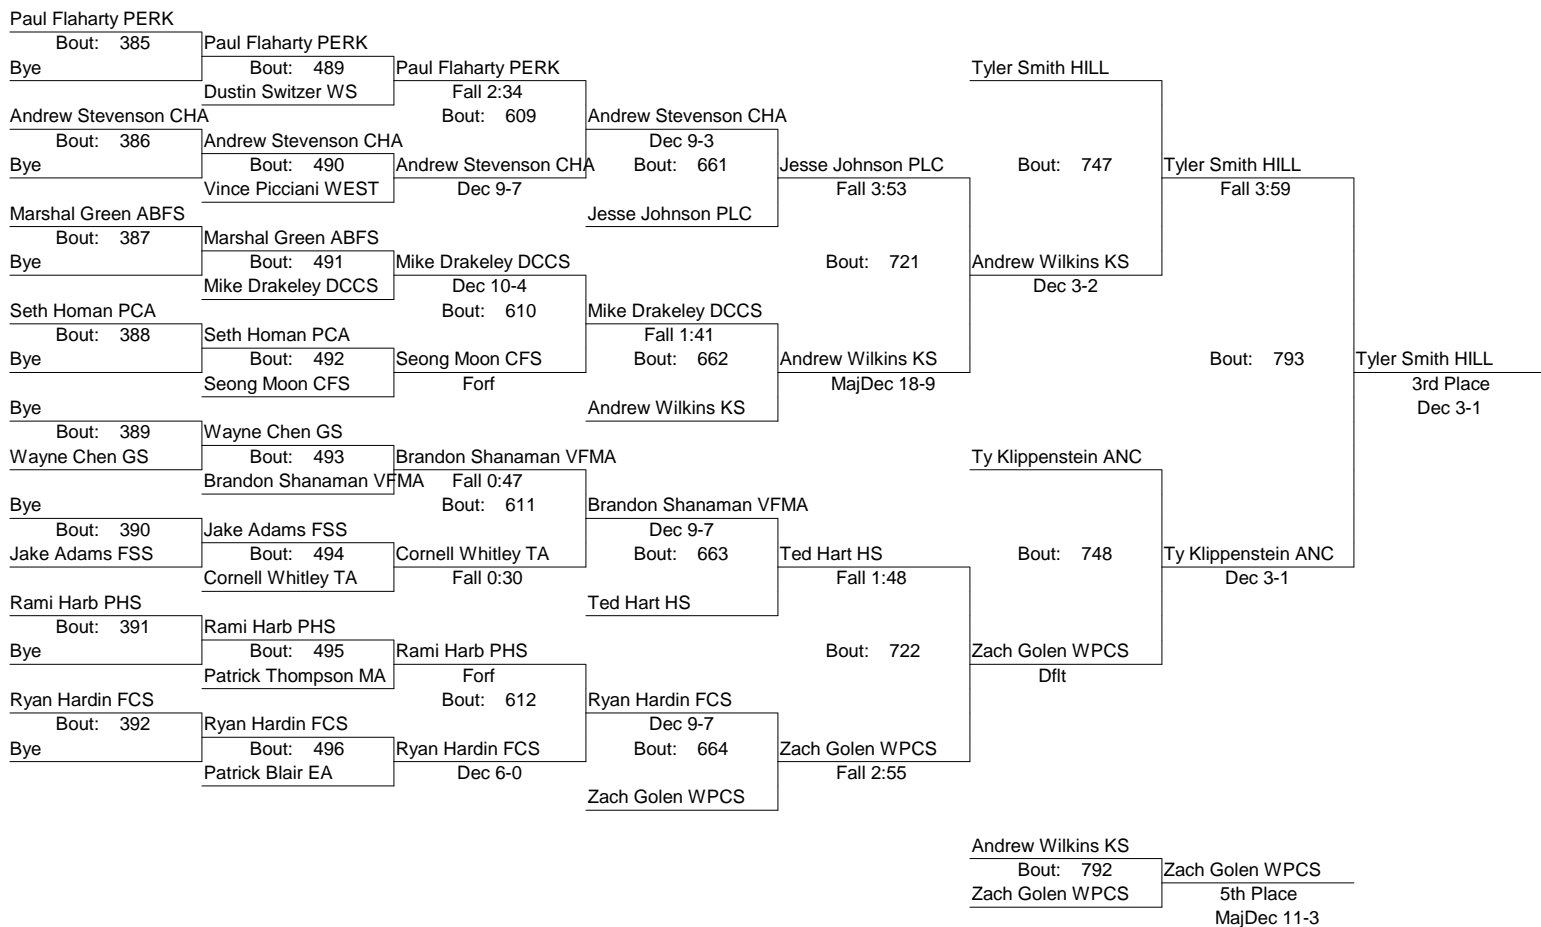 Paul Flaharty PERK
Bout: 385
Bye
Andrew Stevenson CHA
Bout: 386
Bye
Marshal Green ABFS
Bout: 387
Bye
Seth Homan PCA
Bout: 388
Bye
Bye
Bout: 389
Wayne Chen GS
Bye
Bout: 390
Jake Adams FSS
Rami Harb PHS
Bout: 391
Bye
Ryan Hardin FCS
Bout: 392
Bye
Paul Flaharty PERK
Bout: 489
Dustin Switzer WS
Andrew Stevenson CHA
Bout: 490
Vince Picciani WEST
Marshal Green ABFS
Bout: 491
Mike Drakeley DCCS
Seth Homan PCA
Bout: 492
Seong Moon CFS
Wayne Chen GS
Bout: 493
Brandon Shanaman VFMA
Jake Adams FSS
Bout: 494
Cornell Whitley TA
Rami Harb PHS
Bout: 495
Patrick Thompson MA
Ryan Hardin FCS
Bout: 496
Patrick Blair EA
Paul Flaharty PERK
Fall 2:34
Bout: 609
Andrew Stevenson CHA
Dec 9-7
Mike Drakeley DCCS
Dec 10-4
Bout: 610
Seong Moon CFS
Forf
Brandon Shanaman VFMA
Fall 0:47
Bout: 611
Cornell Whitley TA
Fall 0:30
Rami Harb PHS
Forf
Bout: 612
Ryan Hardin FCS
Dec 6-0
Andrew Stevenson CHA
Dec 9-3
Bout: 661
Jesse Johnson PLC
Mike Drakeley DCCS
Fall 1:41
Bout: 662
Andrew Wilkins KS
Brandon Shanaman VFMA
Dec 9-7
Bout: 663
Ted Hart HS
Ryan Hardin FCS
Dec 9-7
Bout: 664
Zach Golen WPCS
Jesse Johnson PLC
Fall 3:53
Bout: 721
Andrew Wilkins KS
MajDec 18-9
Ted Hart HS
Fall 1:48
Bout: 722
Zach Golen WPCS
Fall 2:55
Tyler Smith HILL
Bout: 747
Andrew Wilkins KS
Dec 3-2
Ty Klippenstein ANC
Bout: 748
Zach Golen WPCS
Dflt
Tyler Smith HILL
Fall 3:59
Bout: 793
Ty Klippenstein ANC
Dec 3-1
Tyler Smith HILL
3rd Place
Dec 3-1
Andrew Wilkins KS
Bout: 792
Zach Golen WPCS
Zach Golen WPCS
5th Place
MajDec 11-3